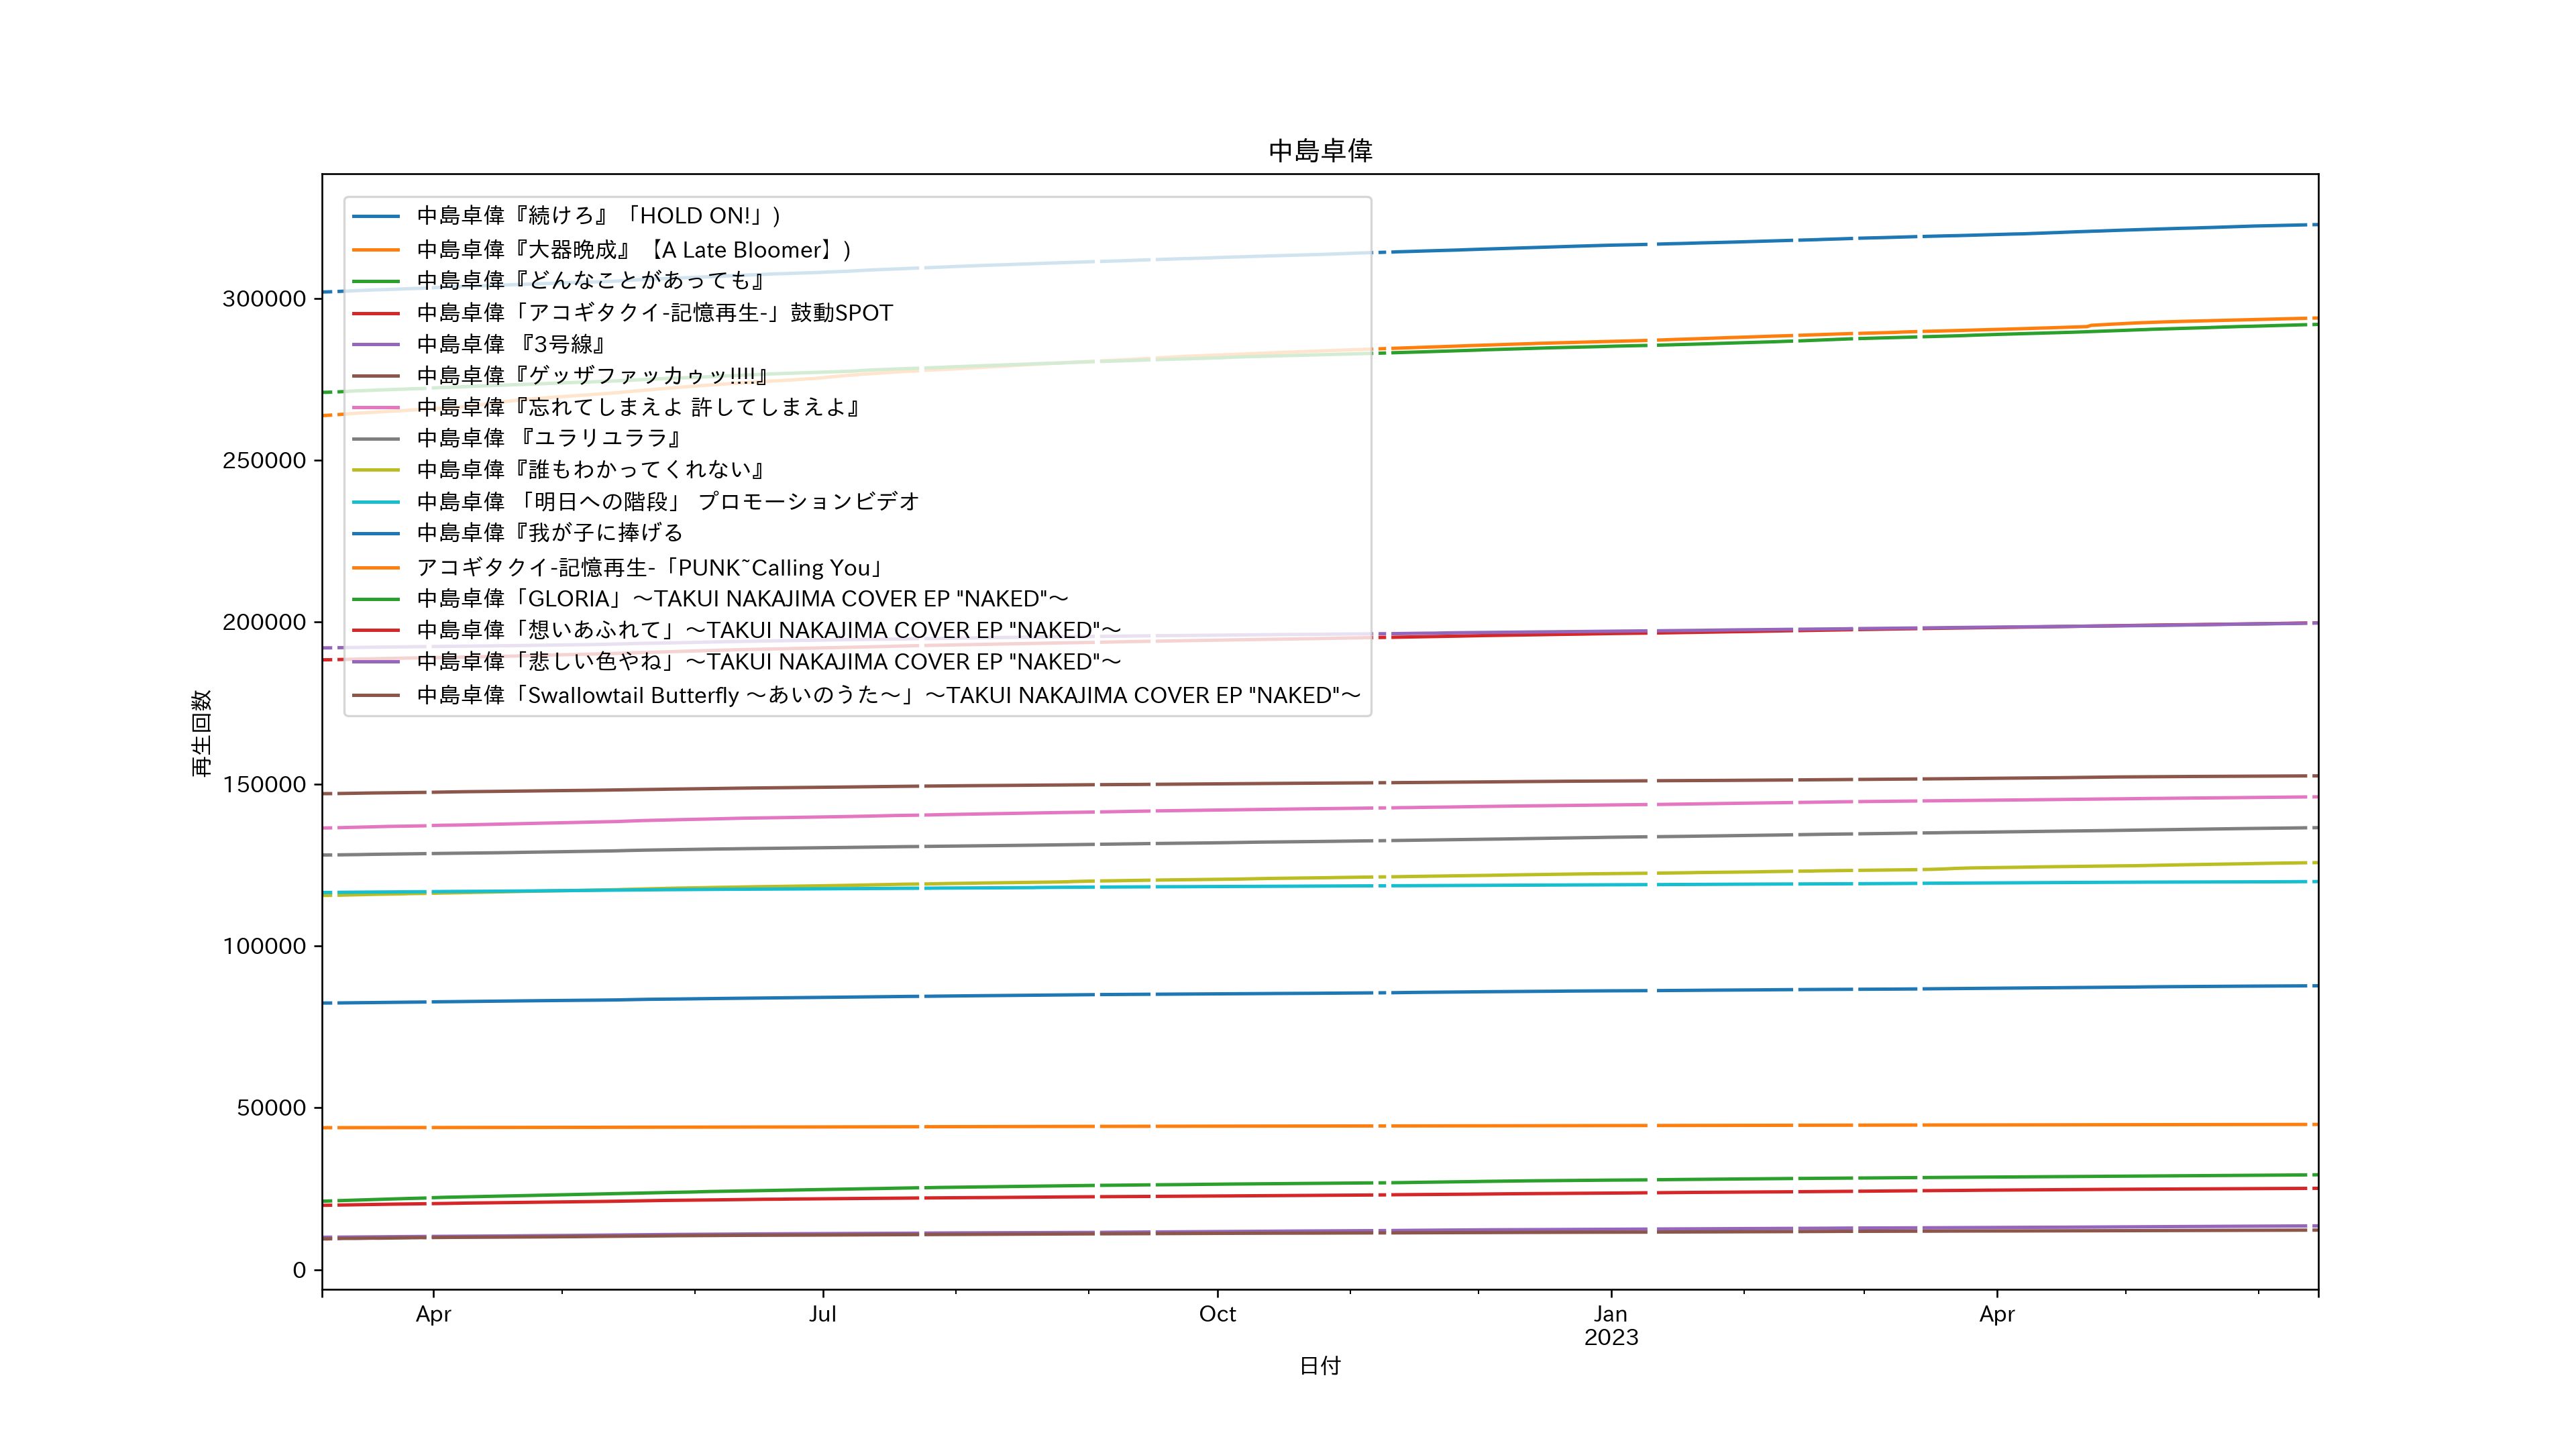 中島卓偉
中島卓偉『続けろ』「HOLD ON!」)
中島卓偉『大器晩成』【A Late Bloomer】)
中島卓偉『どんなことがあっても』
中島卓偉「アコギタクイ-記憶再生-」鼓動SPOT
中島卓偉 『3号線』
中島卓偉『ゲッザファッカゥッ!!!!』
中島卓偉『忘れてしまえよ 許してしまえよ』
中島卓偉 『ユラリユララ』
中島卓偉『誰もわかってくれない』
中島卓偉 「明日への階段」 プロモーションビデオ
中島卓偉『我が子に捧げる
アコギタクイ-記憶再生-「PUNK~Calling You」
中島卓偉「GLORIA」〜TAKUI NAKAJIMA COVER EP "NAKED"〜
中島卓偉「想いあふれて」〜TAKUI NAKAJIMA COVER EP "NAKED"〜
中島卓偉「悲しい色やね」〜TAKUI NAKAJIMA COVER EP "NAKED"〜
中島卓偉「Swallowtail Butterfly 〜あいのうた〜」〜TAKUI NAKAJIMA COVER EP "NAKED"〜
300000
250000
200000
150000
100000
50000
0
再生回数
Apr
Jul
Oct
Jan
2023
Apr
日付